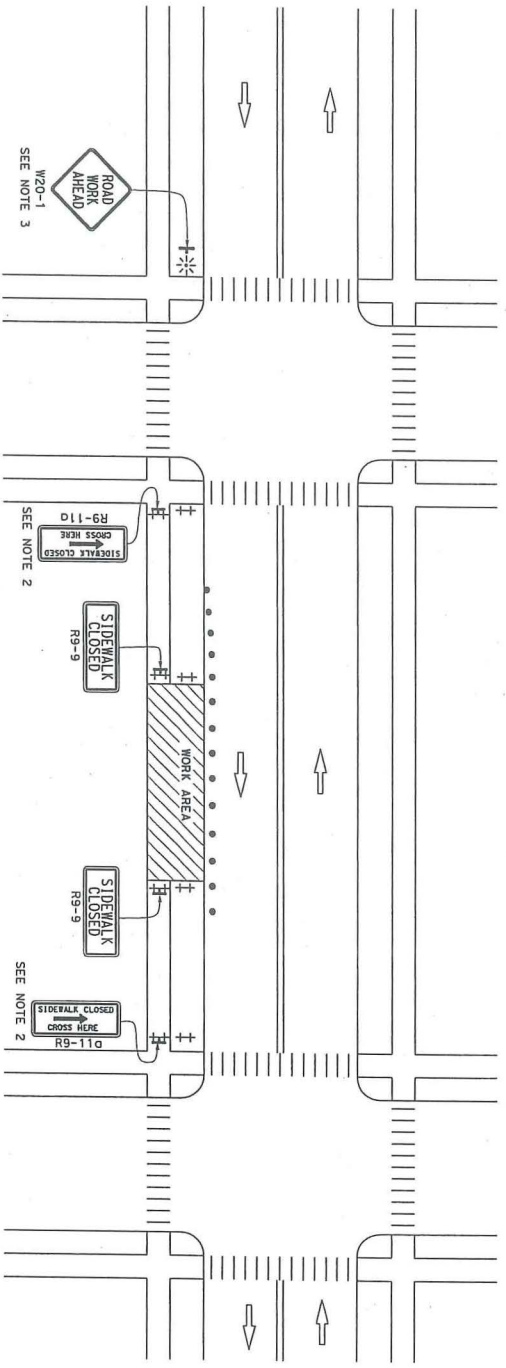 ROAD
WORK
AHEAD
W20-1
SEE NOTE 3
SIDEWALK CLOSED
CROSS HERE
R9-11a
SEE NOTE 2
SIDEWALK
CLOSED
R9-9
WORK AREA
SIDEWALK
CLOSED
R9-9
SIDEWALK CLOSED
CROSS HERE
R9-11a
SEE NOTE 2